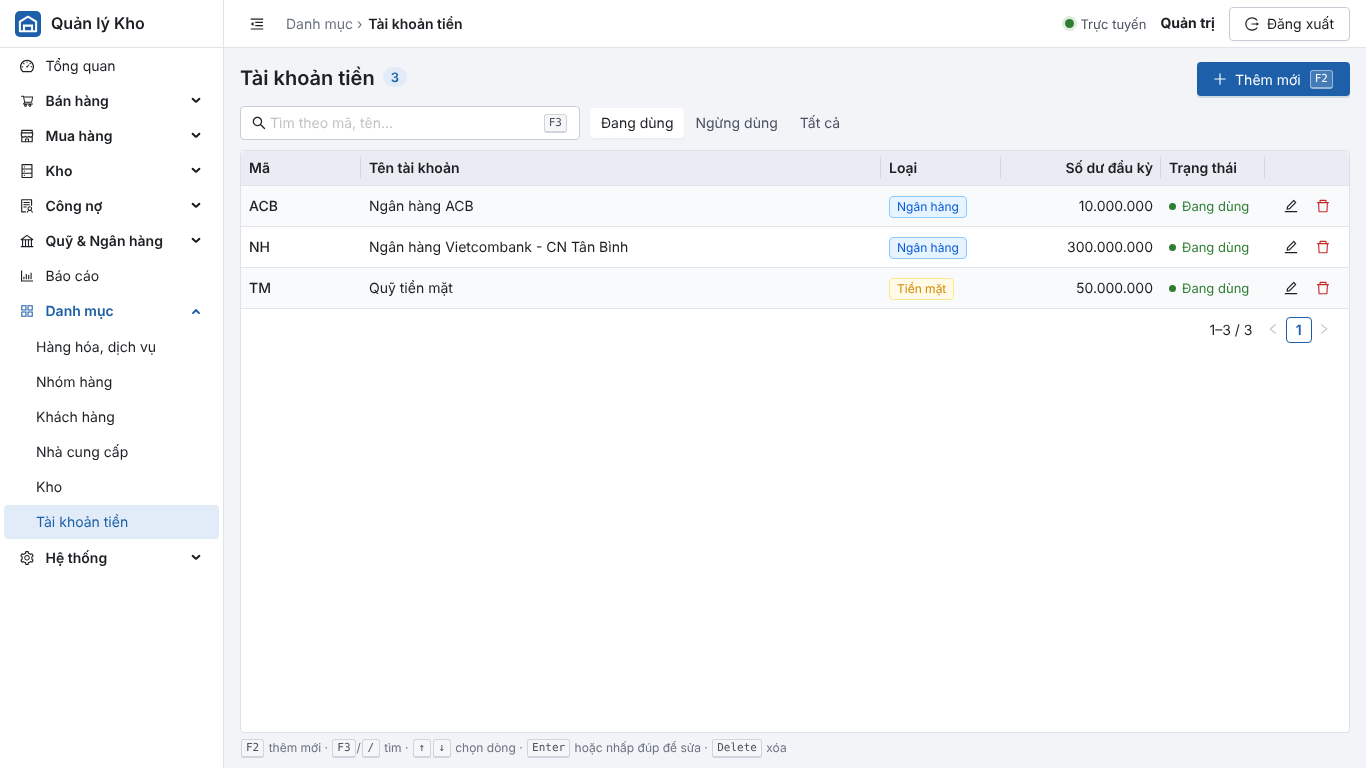 Quản lý Kho
Danh mục › Tài khoản tiền
Trực tuyến
Quản trị
Đăng xuất
Tổng quan
Bán hàng
Mua hàng
Kho
Công nợ
Quỹ & Ngân hàng
Báo cáo
Danh mục
Hàng hóa, dịch vụ
Nhóm hàng
Khách hàng
Nhà cung cấp
Kho
Tài khoản tiền
Hệ thống
Tài khoản tiền 3
Thêm mới F2
Tìm theo mã, tên... F3
Đang dùng Ngừng dùng Tất cả
Mã Tên tài khoản Loại Số dư đầu kỳ Trạng thái
ACB Ngân hàng ACB Ngân hàng 10.000.000 Đang dùng
NH Ngân hàng Vietcombank - CN Tân Bình Ngân hàng 300.000.000 Đang dùng
TM Quỹ tiền mặt Tiền mặt 50.000.000 Đang dùng
1–3 / 3 1
F2 thêm mới · F3 / / tìm · ↑ ↓ chọn dòng · Enter hoặc nhấp đúp để sửa · Delete xóa